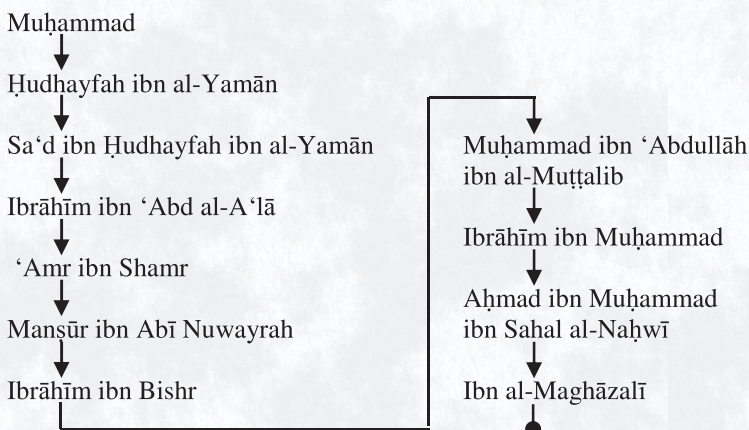 Muḥammad
Ḥudhayfah ibn al-Yamān
Sa‘d ibn Ḥudhayfah ibn al-Yamān
Ibrāhīm ibn ‘Abd al-A‘lā
‘Amr ibn Shamr
Manṣūr ibn Abī Nuwayrah
Ibrāhīm ibn Bishr
Muḥammad ibn ‘Abdullāh
ibn al-Muṭṭalib
Ibrāhīm ibn Muḥammad
Aḥmad ibn Muḥammad
ibn Sahal al-Naḥwī
Ibn al-Maghāzalī